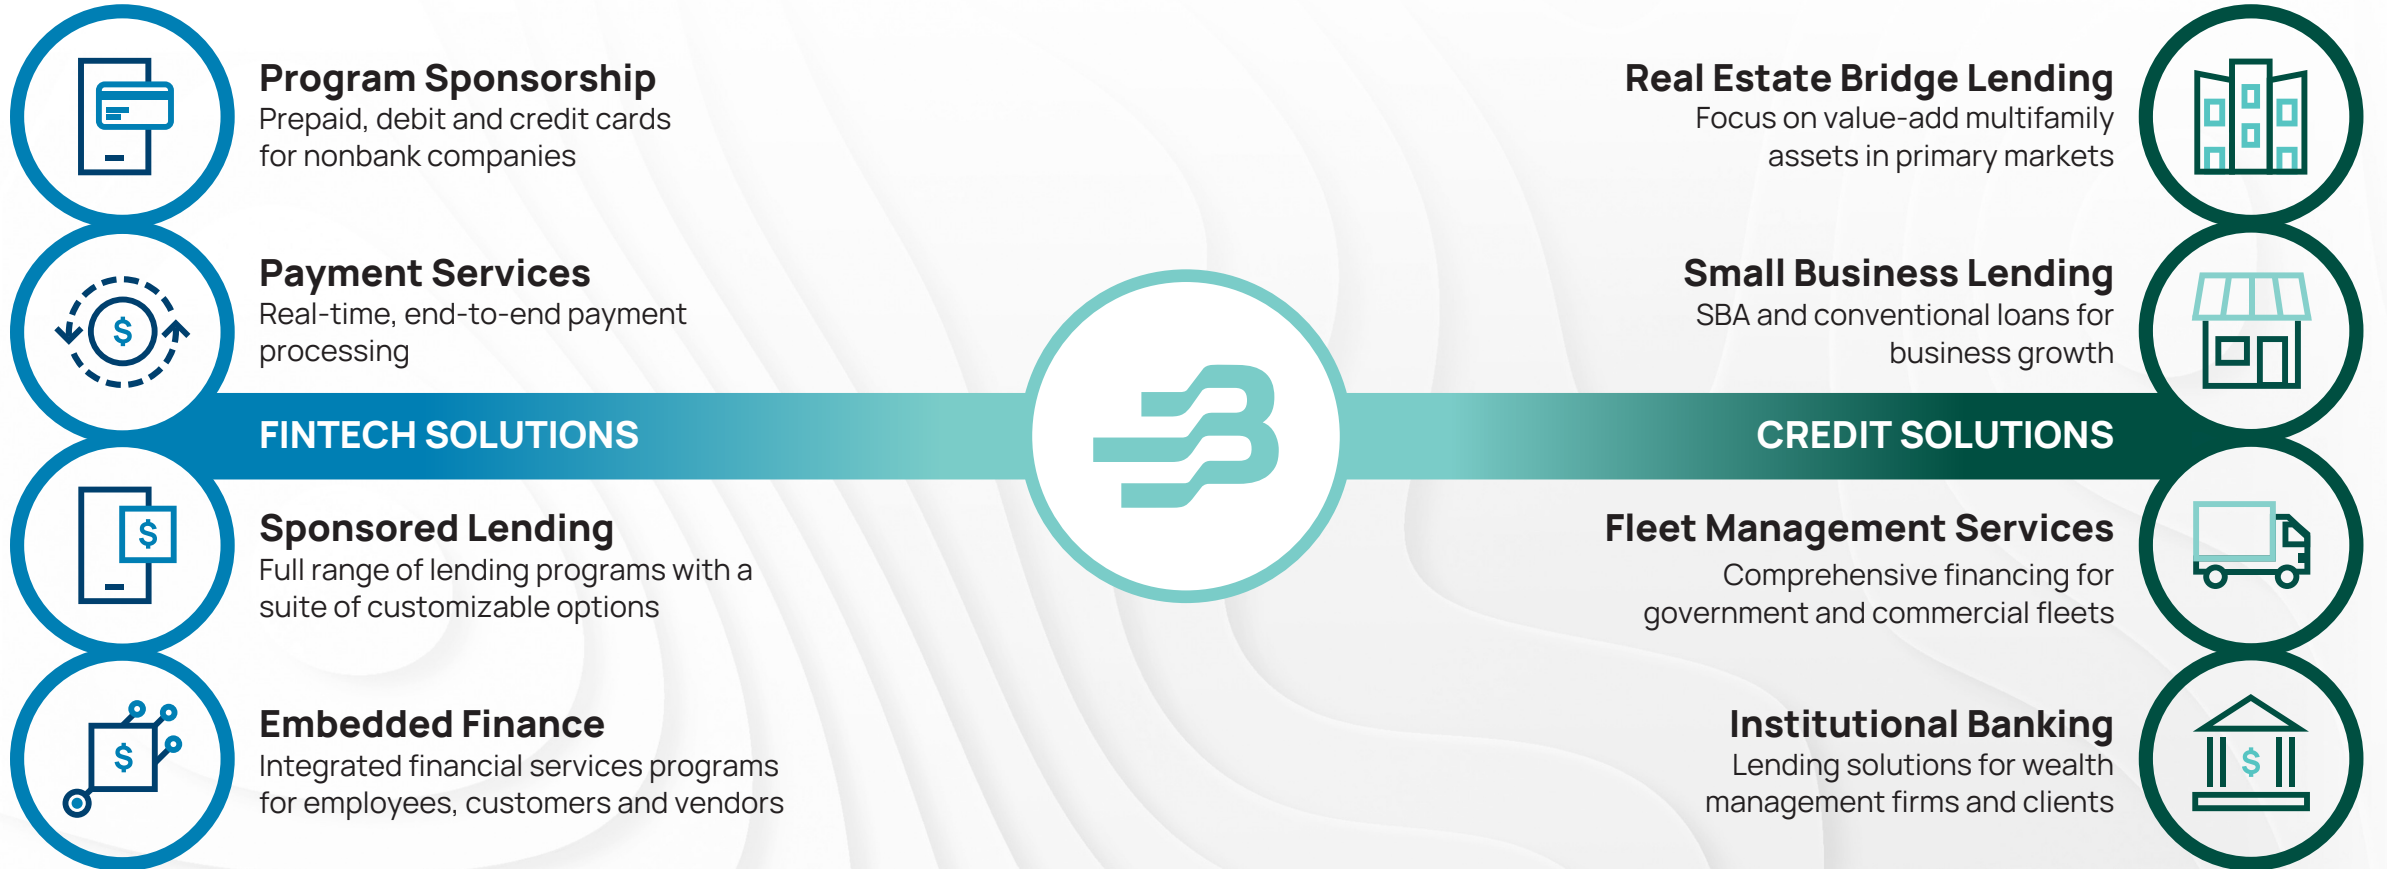 Program Sponsorship
Prepaid, debit and credit cards
for nonbank companies
Payment Services
Real-time, end-to-end payment
processing
FINTECH SOLUTIONS
Sponsored Lending
Full range of lending programs with a
suite of customizable options
Embedded Finance
Integrated financial services programs
for employees, customers and vendors
Real Estate Bridge Lending
Focus on value-add multifamily
assets in primary markets
Small Business Lending
SBA and conventional loans for
business growth
CREDIT SOLUTIONS
Fleet Management Services
Comprehensive financing for
government and commercial fleets
Institutional Banking
Lending solutions for wealth
management firms and clients